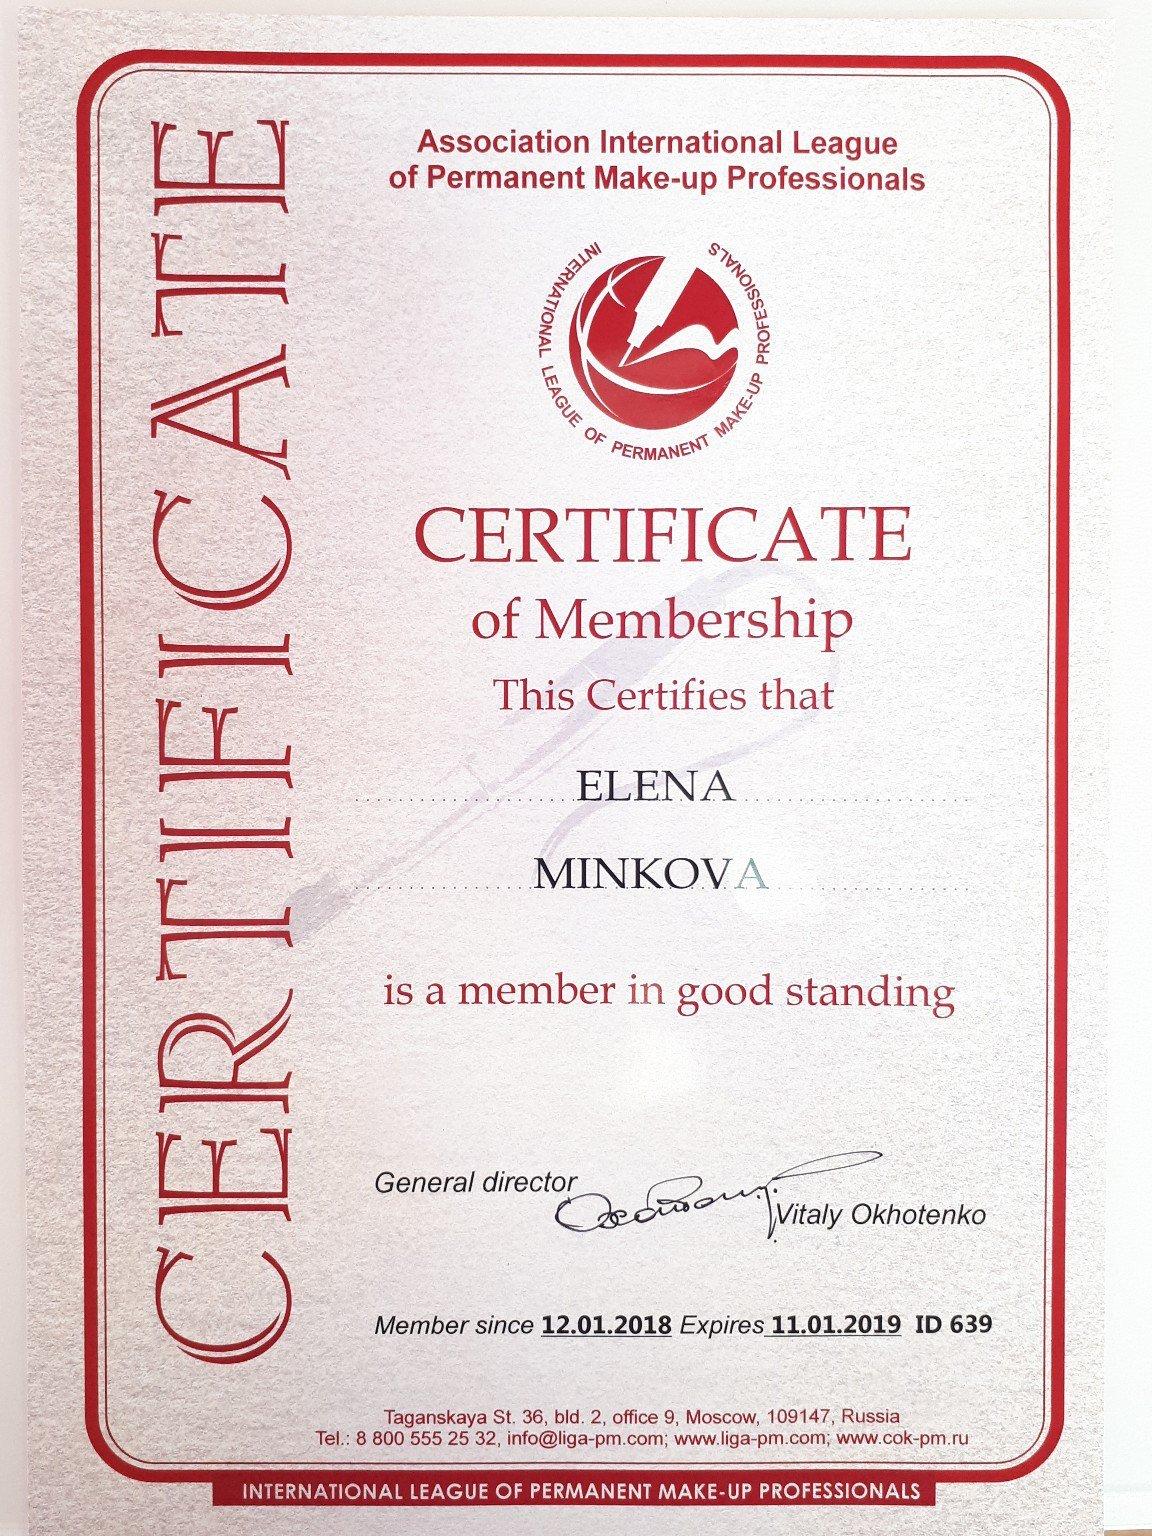 CERTIFICATE
Association International League
of Permanent Make-up Professionals
INTERNATIONAL LEAGUE OF PERMANENT MAKE-UP PROFESSIONALS
CERTIFICATE
of Membership
This Certifies that
ELENA
MINKOVA
is a member in good standing
General director
Vitaly Okhotenko
Member since 12.01.2018 Expires 11.01.2019 ID 639
Taganskaya St. 36, bld. 2, office 9, Moscow, 109147, Russia
Tel.: 8 800 555 25 32, info@liga-pm.com; www.liga-pm.com; www.cok-pm.ru
INTERNATIONAL LEAGUE OF PERMANENT MAKE-UP PROFESSIONALS